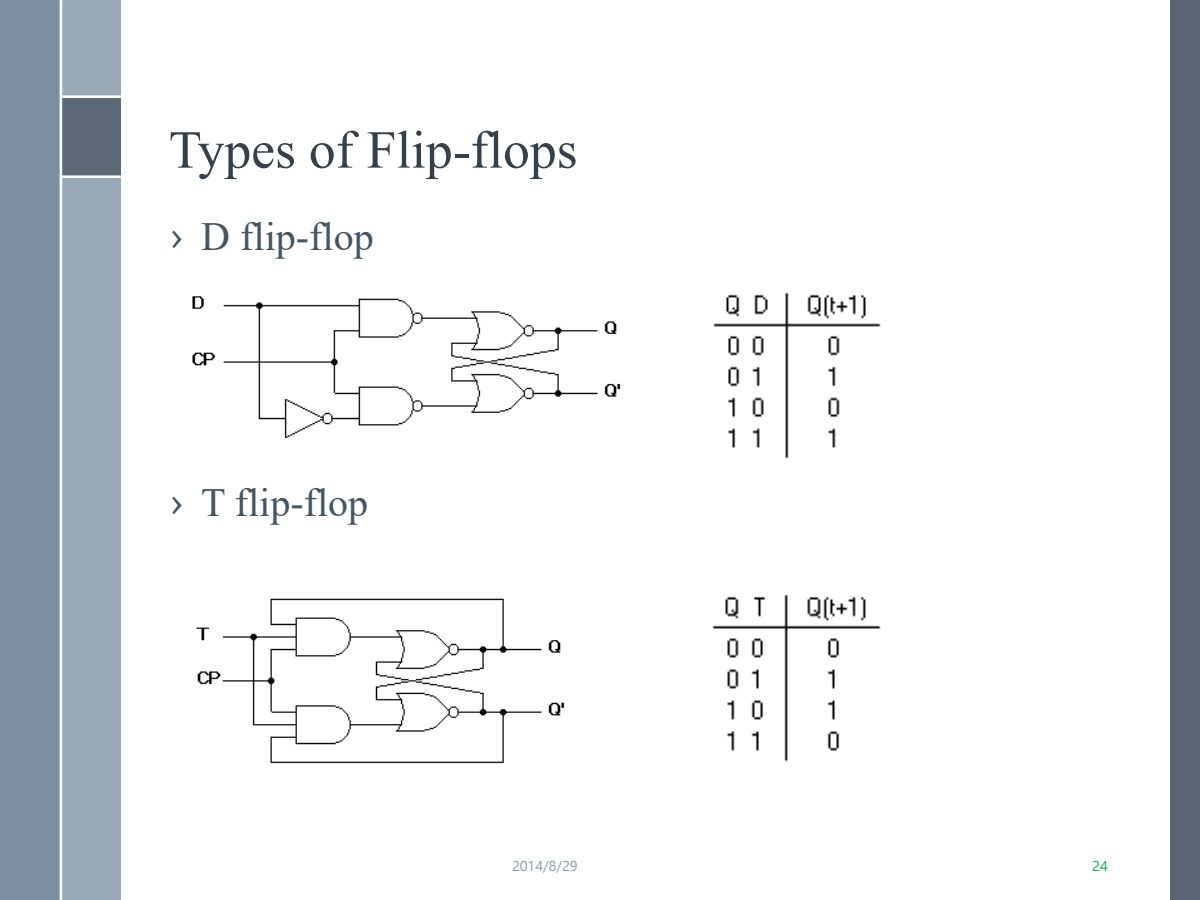 Types of Flip-flops
› D flip-flop
D
CP
Q
Q'
Q D Q(t+1)
0 0 0
0 1 1
1 0 0
1 1 1
› T flip-flop
T
CP
Q
Q'
Q T Q(t+1)
0 0 0
0 1 1
1 0 1
1 1 0
2014/8/29 24